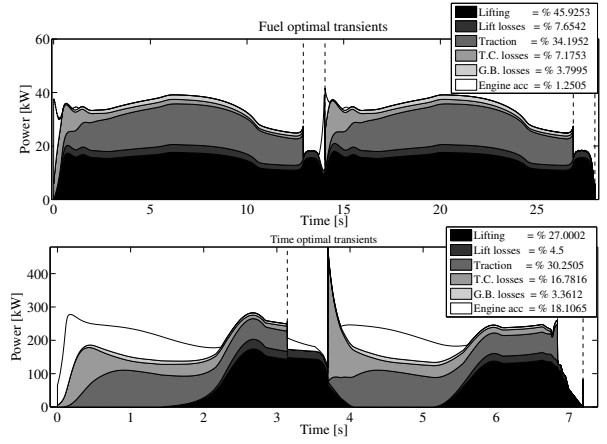 Fuel optimal transients
Lifting = % 45.9253
Lift losses = % 7.6542
Traction = % 34.1952
T.C. losses = % 7.1753
G.B. losses = % 3.7995
Engine acc = % 1.2505
Power [kW]
60
40
20
0
0 5 10 15 20 25
Time [s]
Time optimal transients
Lifting = % 27.0002
Lift losses = % 4.5
Traction = % 30.2505
T.C. losses = % 16.7816
G.B. losses = % 3.3612
Engine acc = % 18.1065
Power [kW]
400
300
200
100
0
0 1 2 3 4 5 6 7
Time [s]